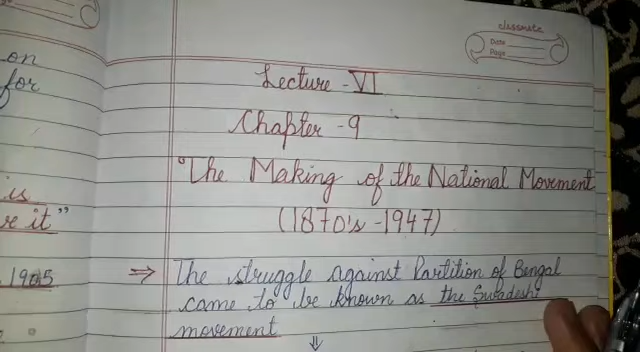 classmate
Date
Page
on
for
is
re it"
1905
Lecture - VI
Chapter - 9
"The Making of the National Movement
(1870's - 1947)
⇒ The struggle against Partition of Bengal
came to be known as the Swadeshi
movement
⇓